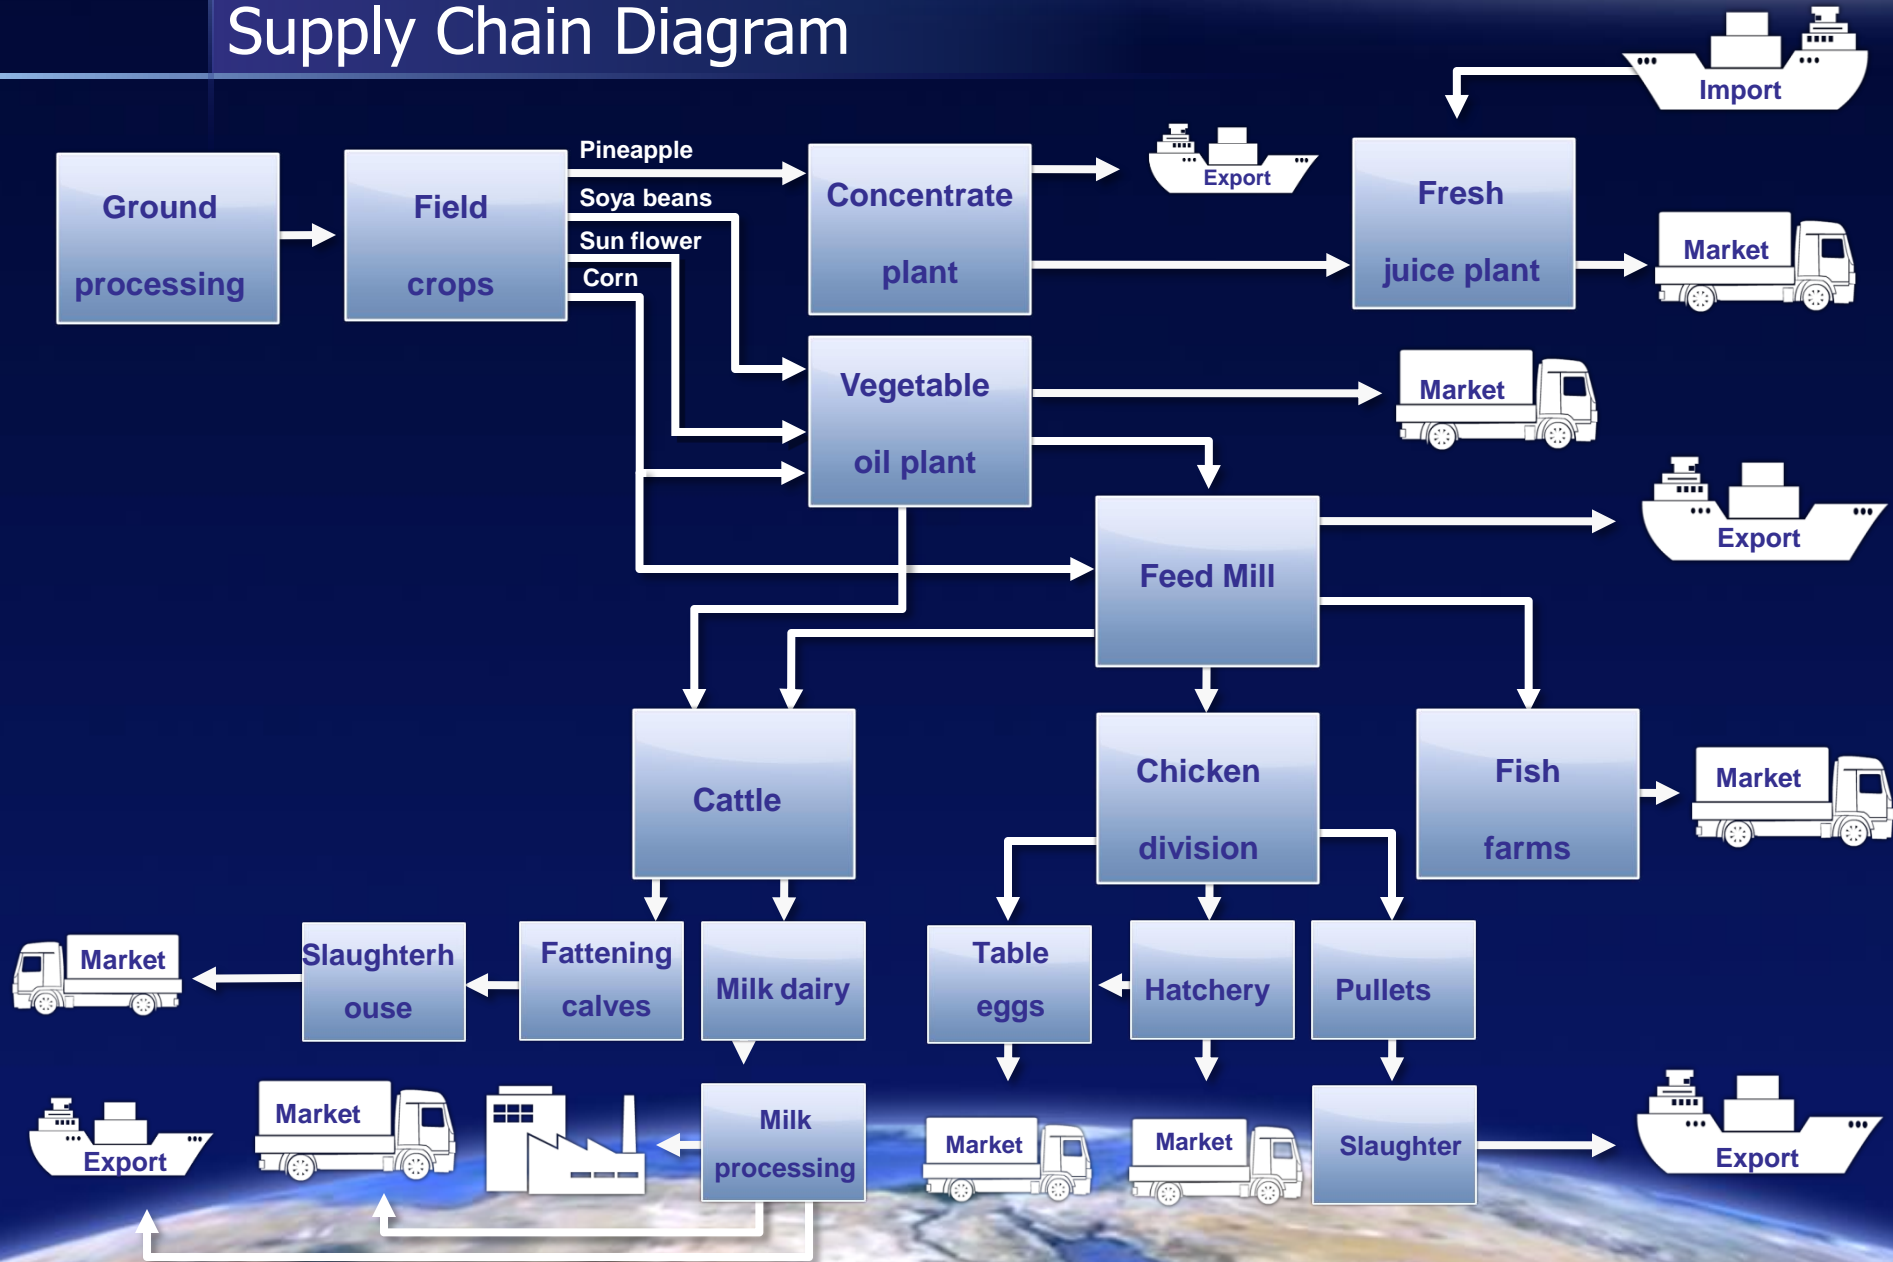 Supply Chain Diagram
Import
Pineapple
Soya beans
Sun flower
Corn
Ground
processing
Field
crops
Concentrate
plant
Export
Fresh
juice plant
Market
Vegetable
oil plant
Market
Export
Feed Mill
Cattle
Chicken
division
Fish
farms
Market
Market
Slaughterh
ouse
Fattening
calves
Milk dairy
Table
eggs
Hatchery
Pullets
Export
Market
Milk
processing
Market
Market
Slaughter
Export